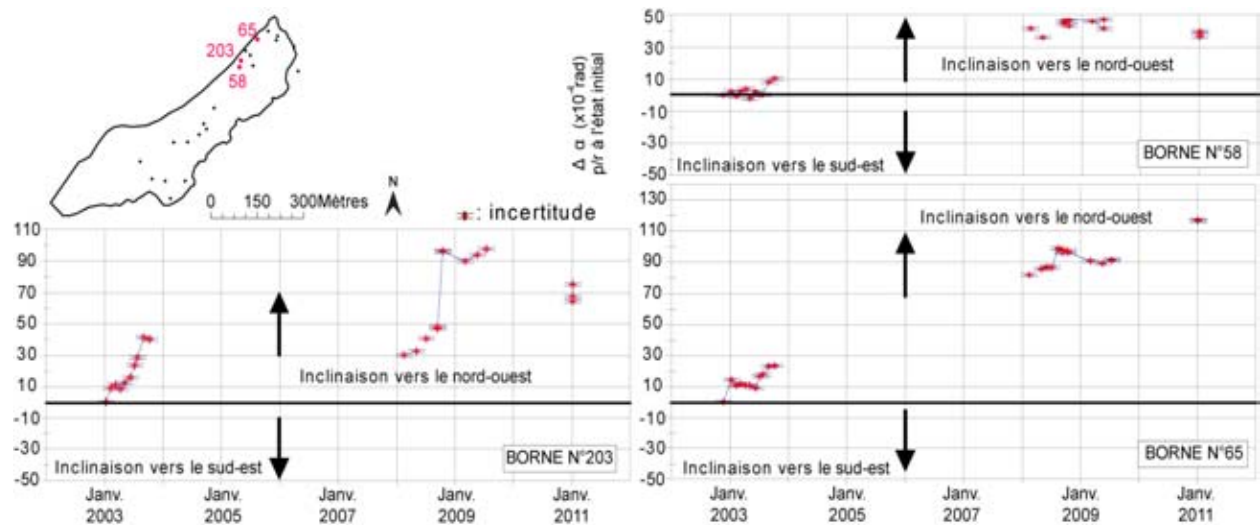 65
203
58
0 150 300Mètres
N
: incertitude
Δ α (x10⁻⁴rad)
p/r à l'état initial
50
30
10
-10
-30
-50
Inclinaison vers le nord-ouest
Inclinaison vers le sud-est
BORNE N°58
110
90
70
50
30
10
-10
-30
-50
Inclinaison vers le nord-ouest
Inclinaison vers le sud-est
BORNE N°203
Janv. Janv. Janv. Janv. Janv.
2003 2005 2007 2009 2011
130
110
90
70
50
30
10
-10
-30
-50
Inclinaison vers le nord-ouest
Inclinaison vers le sud-est
BORNE N°65
Janv. Janv. Janv. Janv. Janv.
2003 2005 2007 2009 2011